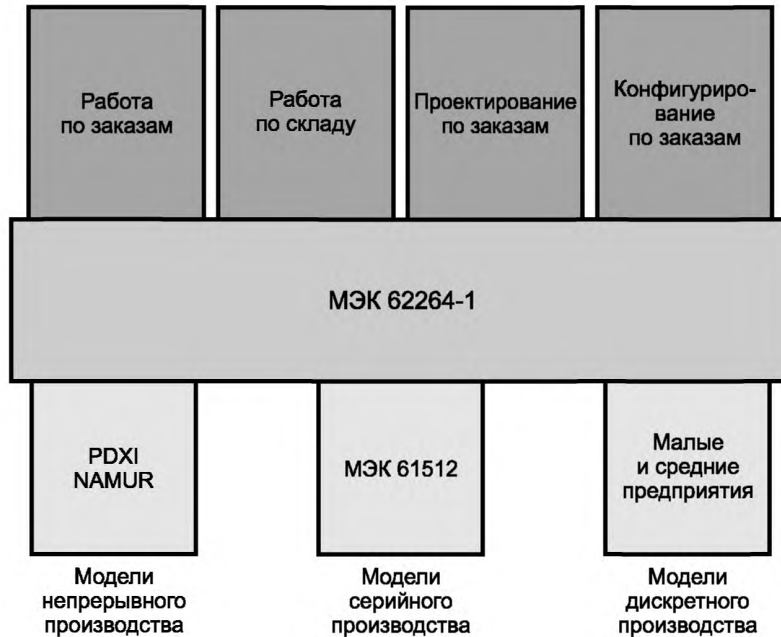 Работа
по заказам
Работа
по складу
Проектирование
по заказам
Конфигуриро-
вание
по заказам
МЭК 62264-1
PDXI
NAMUR
МЭК 61512
Малые
и средние
предприятия
Модели
непрерывного
производства
Модели
серийного
производства
Модели
дискретного
производства